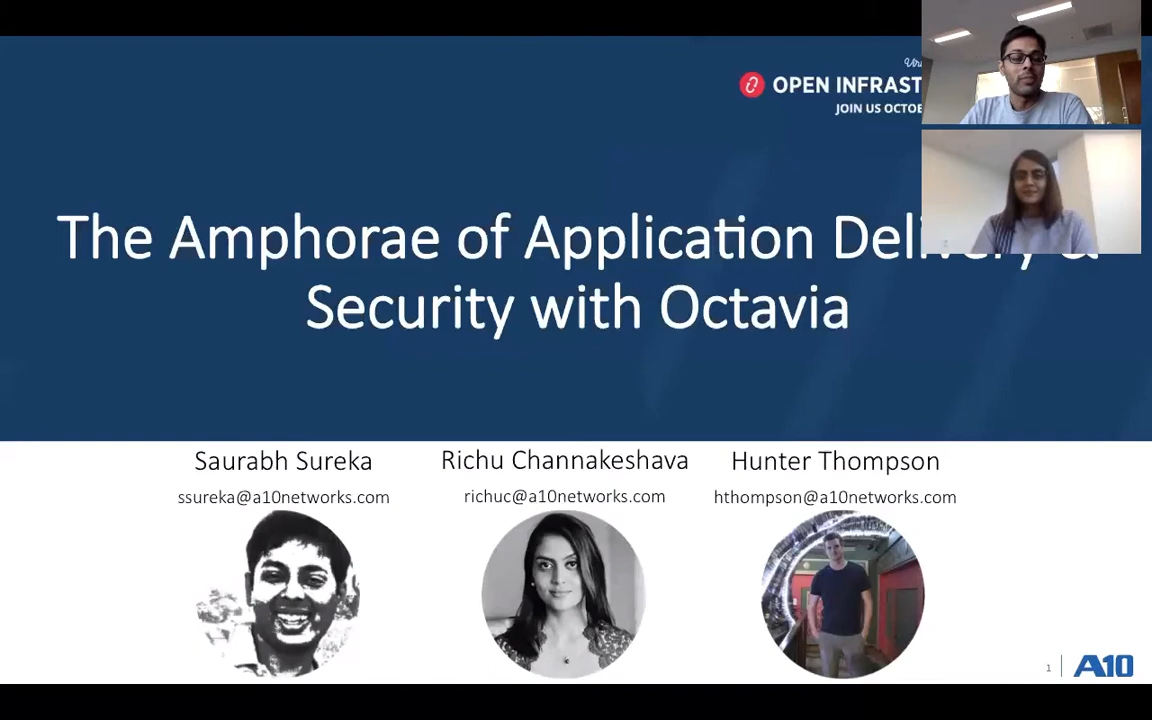 OPEN INFRAST
JOIN US OCTOB
The Amphorae of Application Delivery &
Security with Octavia
Saurabh Sureka
Richu Channakeshava
Hunter Thompson
ssureka@a10networks.com
richuc@a10networks.com
hthompson@a10networks.com
1
A10